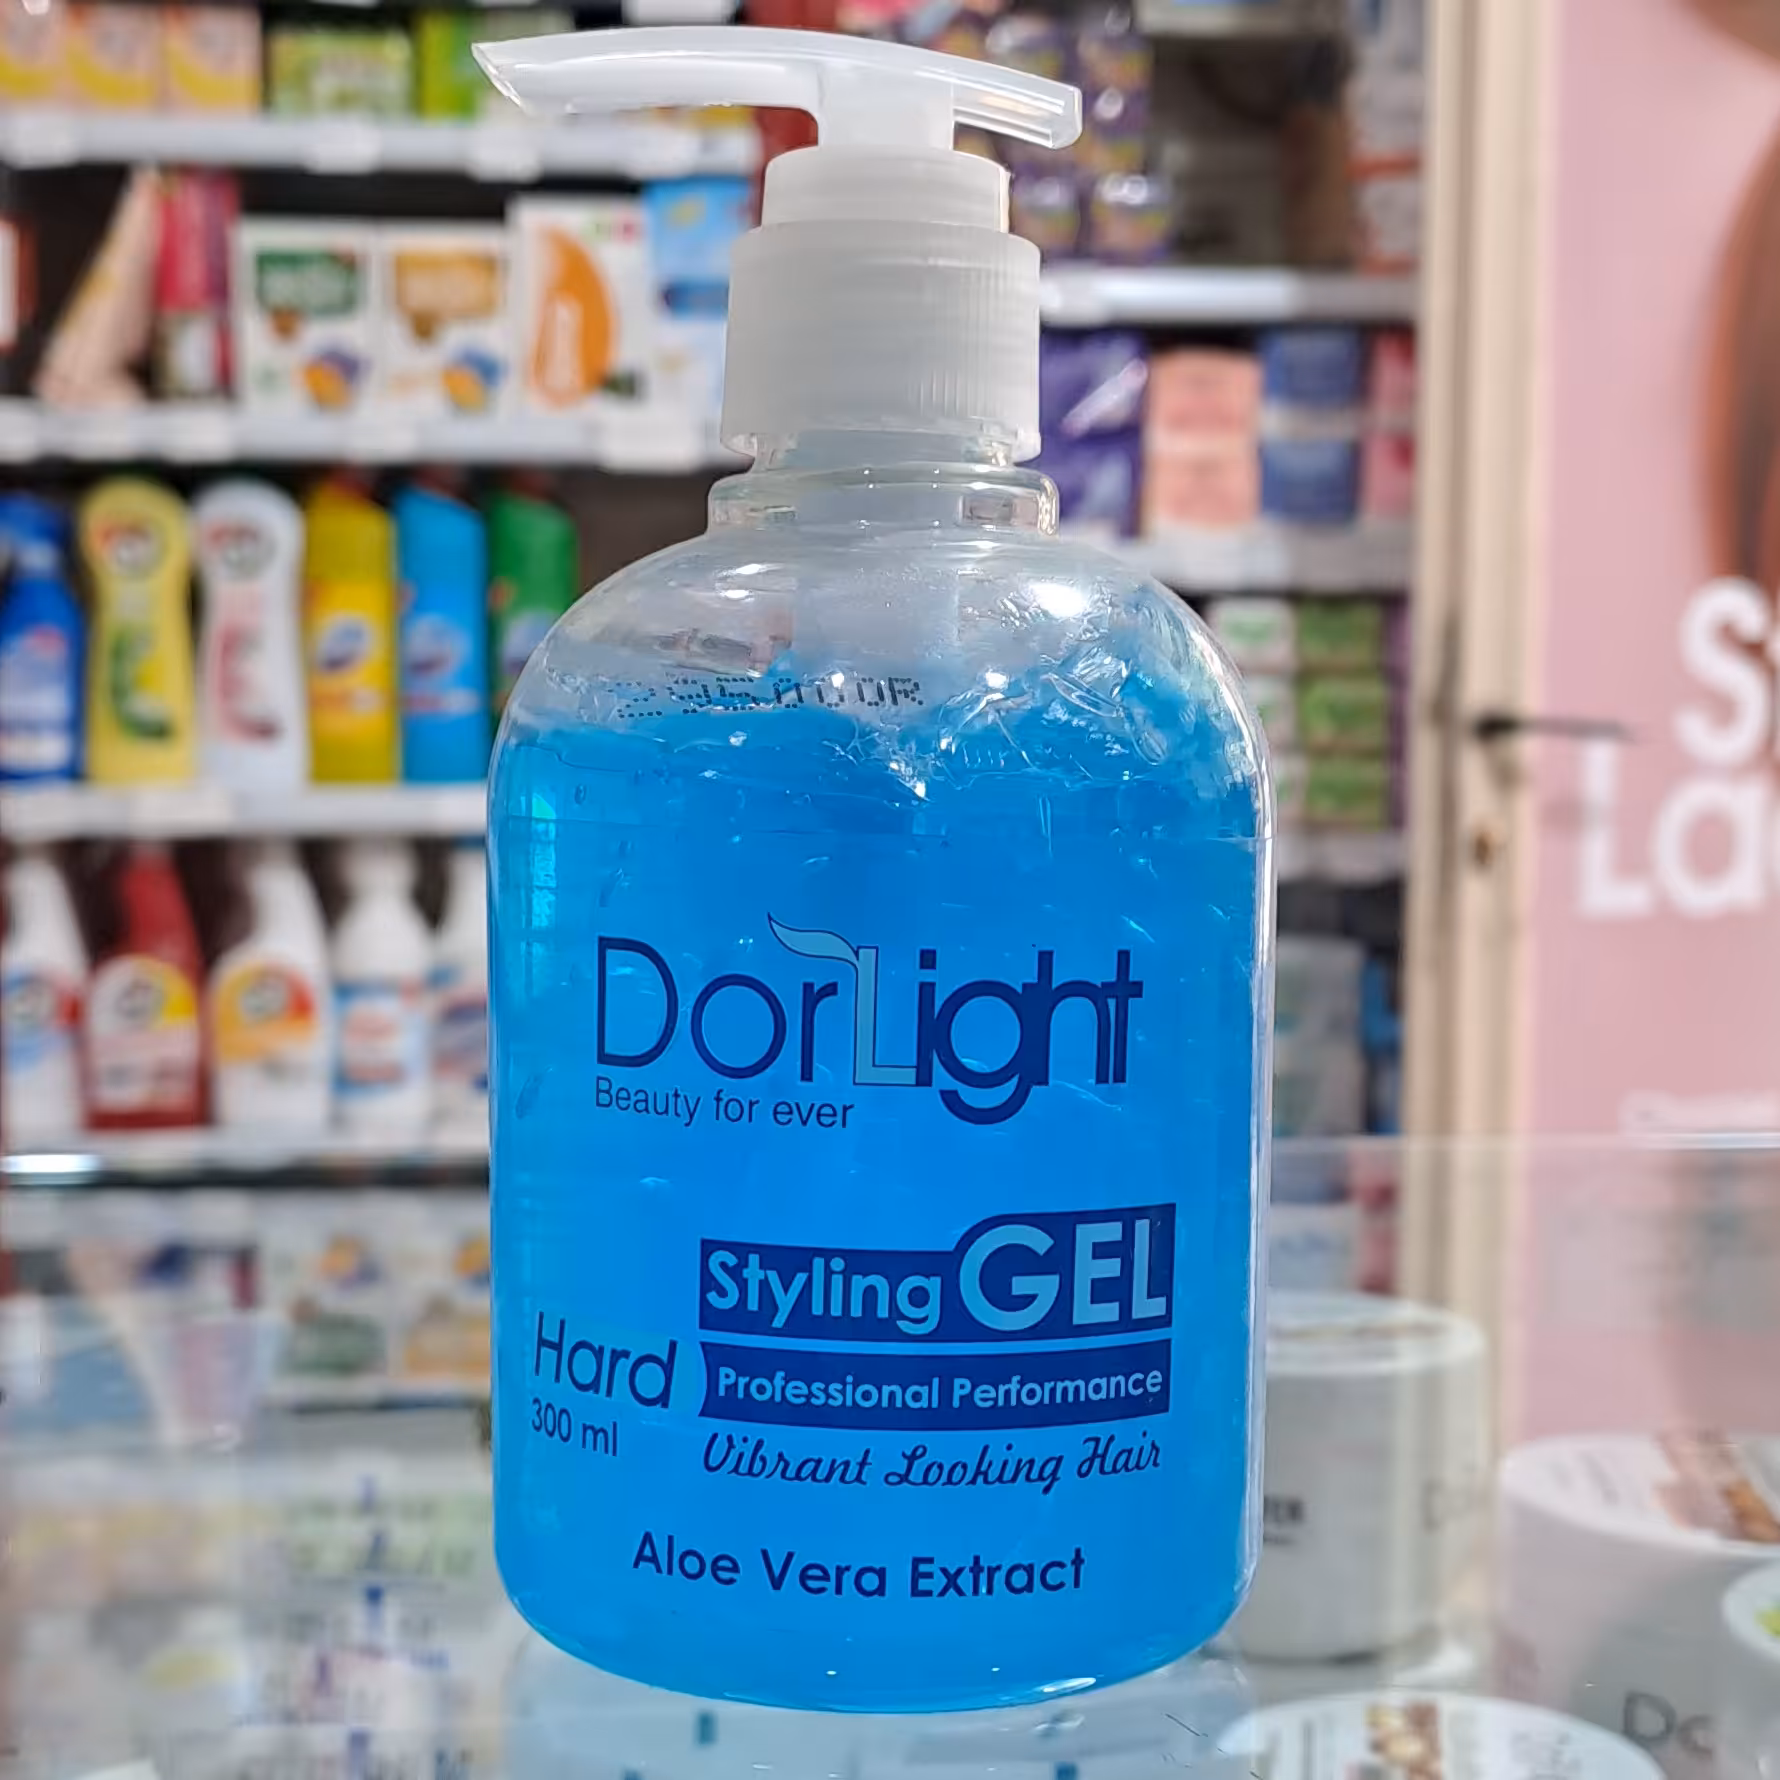 DorLight
Beauty for ever
Styling GEL
Hard
Professional Performance
300 ml
Vibrant Looking Hair
Aloe Vera Extract